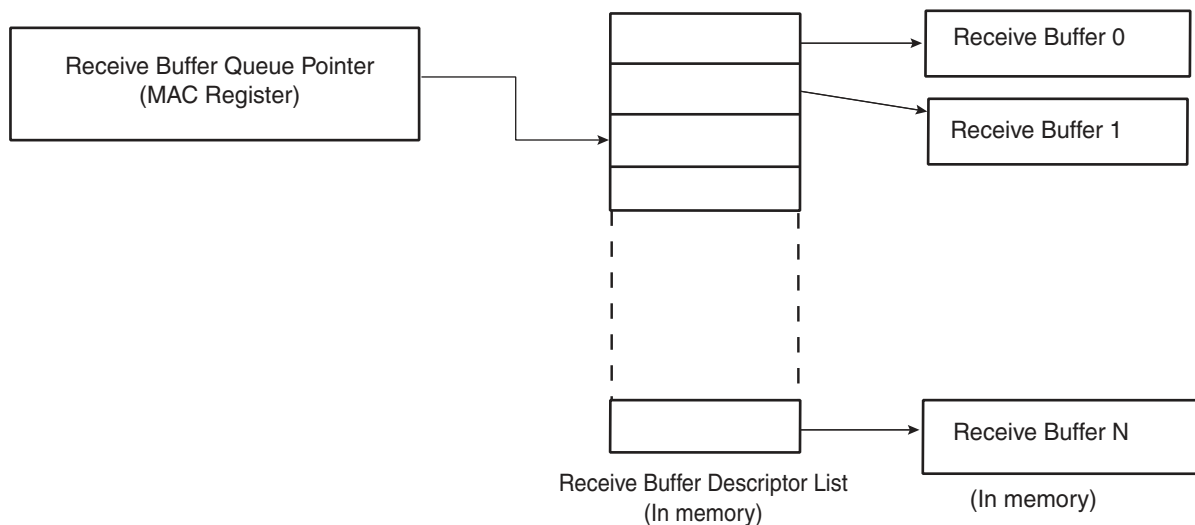 Receive Buffer Queue Pointer
(MAC Register)
Receive Buffer 0
Receive Buffer 1
Receive Buffer N
Receive Buffer Descriptor List
(In memory)
(In memory)